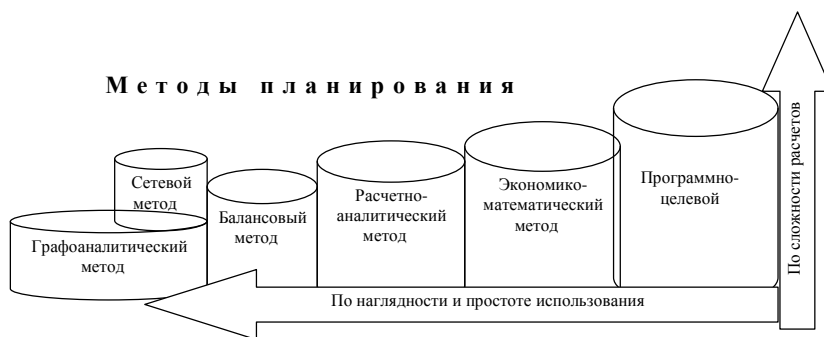 Методы планирования
Сетевой
метод
Графоаналитический
метод
Балансовый
метод
Расчетно-
аналитический
метод
Экономико-
математический
метод
Программно-
целевой
По наглядности и простоте использования
По сложности расчетов